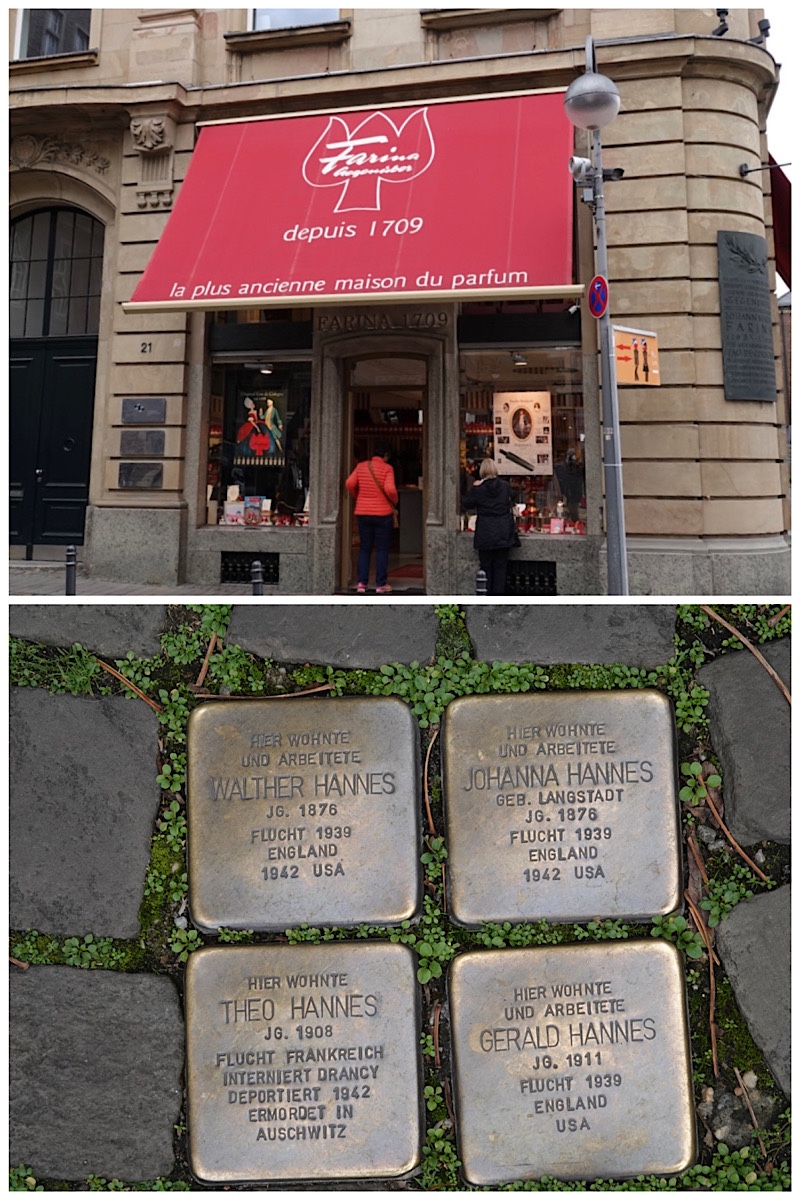 Farina
gegenüber
depuis 1709
la plus ancienne maison du parfum
FARINA 1709
21
FARINA
HIER WOHNTE
UND ARBEITETE
WALTHER HANNES
JG. 1876
FLUCHT 1939
ENGLAND
1942 USA
HIER WOHNTE
UND ARBEITETE
JOHANNA HANNES
GEB. LANGSTADT
JG. 1876
FLUCHT 1939
ENGLAND
1942 USA
HIER WOHNTE
THEO HANNES
JG. 1908
FLUCHT FRANKREICH
INTERNIERT DRANCY
DEPORTIERT 1942
ERMORDET IN
AUSCHWITZ
HIER WOHNTE
UND ARBEITETE
GERALD HANNES
JG. 1911
FLUCHT 1939
ENGLAND
USA